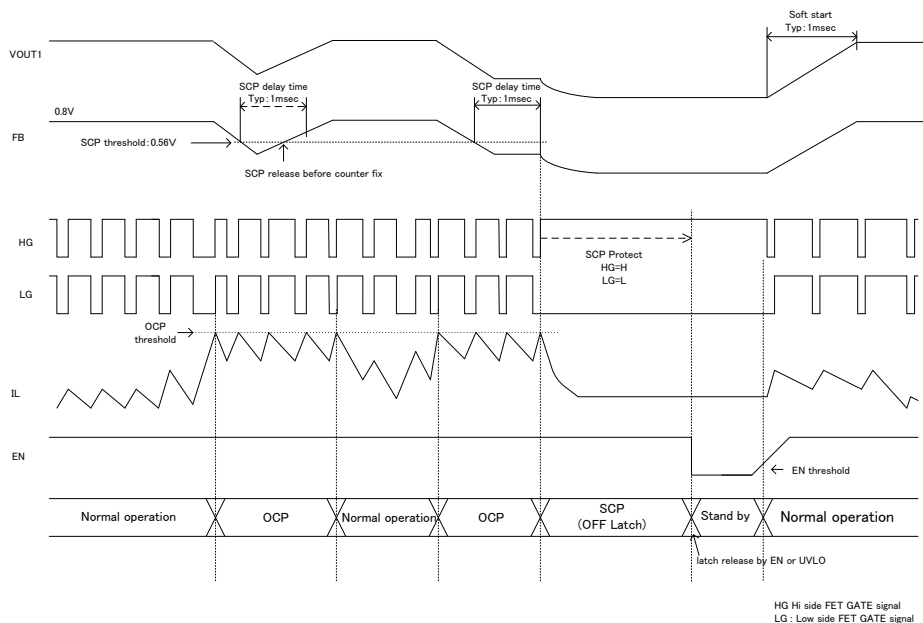 Soft start
Typ：1msec
VOUT1
SCP delay time
Typ：1msec
SCP delay time
Typ：1msec
0.8V
FB
SCP threshold：0.56V
SCP release before counter fix
HG
SCP Protect
HG=H
LG=L
LG
OCP
threshold
IL
EN
EN threshold
Normal operation
OCP
Normal operation
OCP
SCP
(OFF Latch)
Stand by
Normal operation
latch release by EN or UVLO
HG Hi side FET GATE signal
LG : Low side FET GATE signal